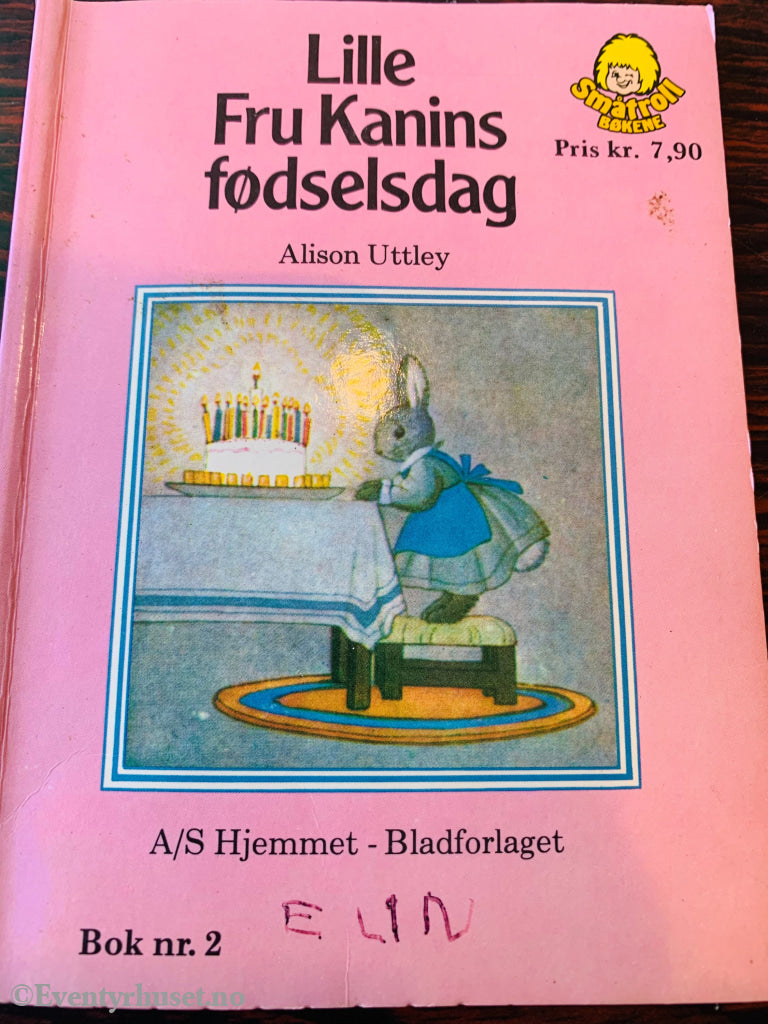 Lille
Fru Kanins
fødselsdag
Småtroll
BØKENE
Pris kr. 7,90
Alison Uttley
A/S Hjemmet - Bladforlaget
ELIN
Bok nr. 2
©Eventyrhuset.no